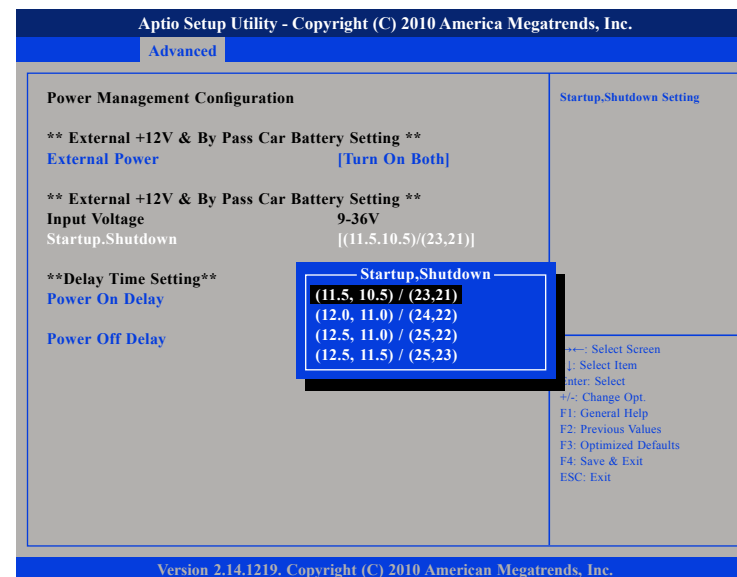 Aptio Setup Utility - Copyright (C) 2010 America Megatrends, Inc.
Advanced
Power Management Configuration
** External +12V & By Pass Car Battery Setting **
External Power [Turn On Both]
** External +12V & By Pass Car Battery Setting **
Input Voltage 9-36V
Startup.Shutdown [(11.5.10.5)/(23,21)]
**Delay Time Setting**
Power On Delay
Power Off Delay
Startup,Shutdown
(11.5, 10.5) / (23,21)
(12.0, 11.0) / (24,22)
(12.5, 11.0) / (25,22)
(12.5, 11.5) / (25,23)
Startup,Shutdown Setting
→←: Select Screen
↓: Select Item
Enter: Select
+/-: Change Opt.
F1: General Help
F2: Previous Values
F3: Optimized Defaults
F4: Save & Exit
ESC: Exit
Version 2.14.1219. Copyright (C) 2010 American Megatrends, Inc.